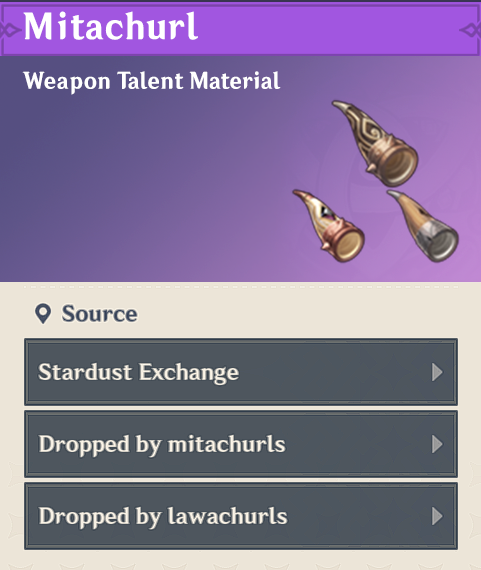 Mitachurl
Weapon Talent Material
Source
Stardust Exchange
Dropped by mitachurls
Dropped by lawachurls